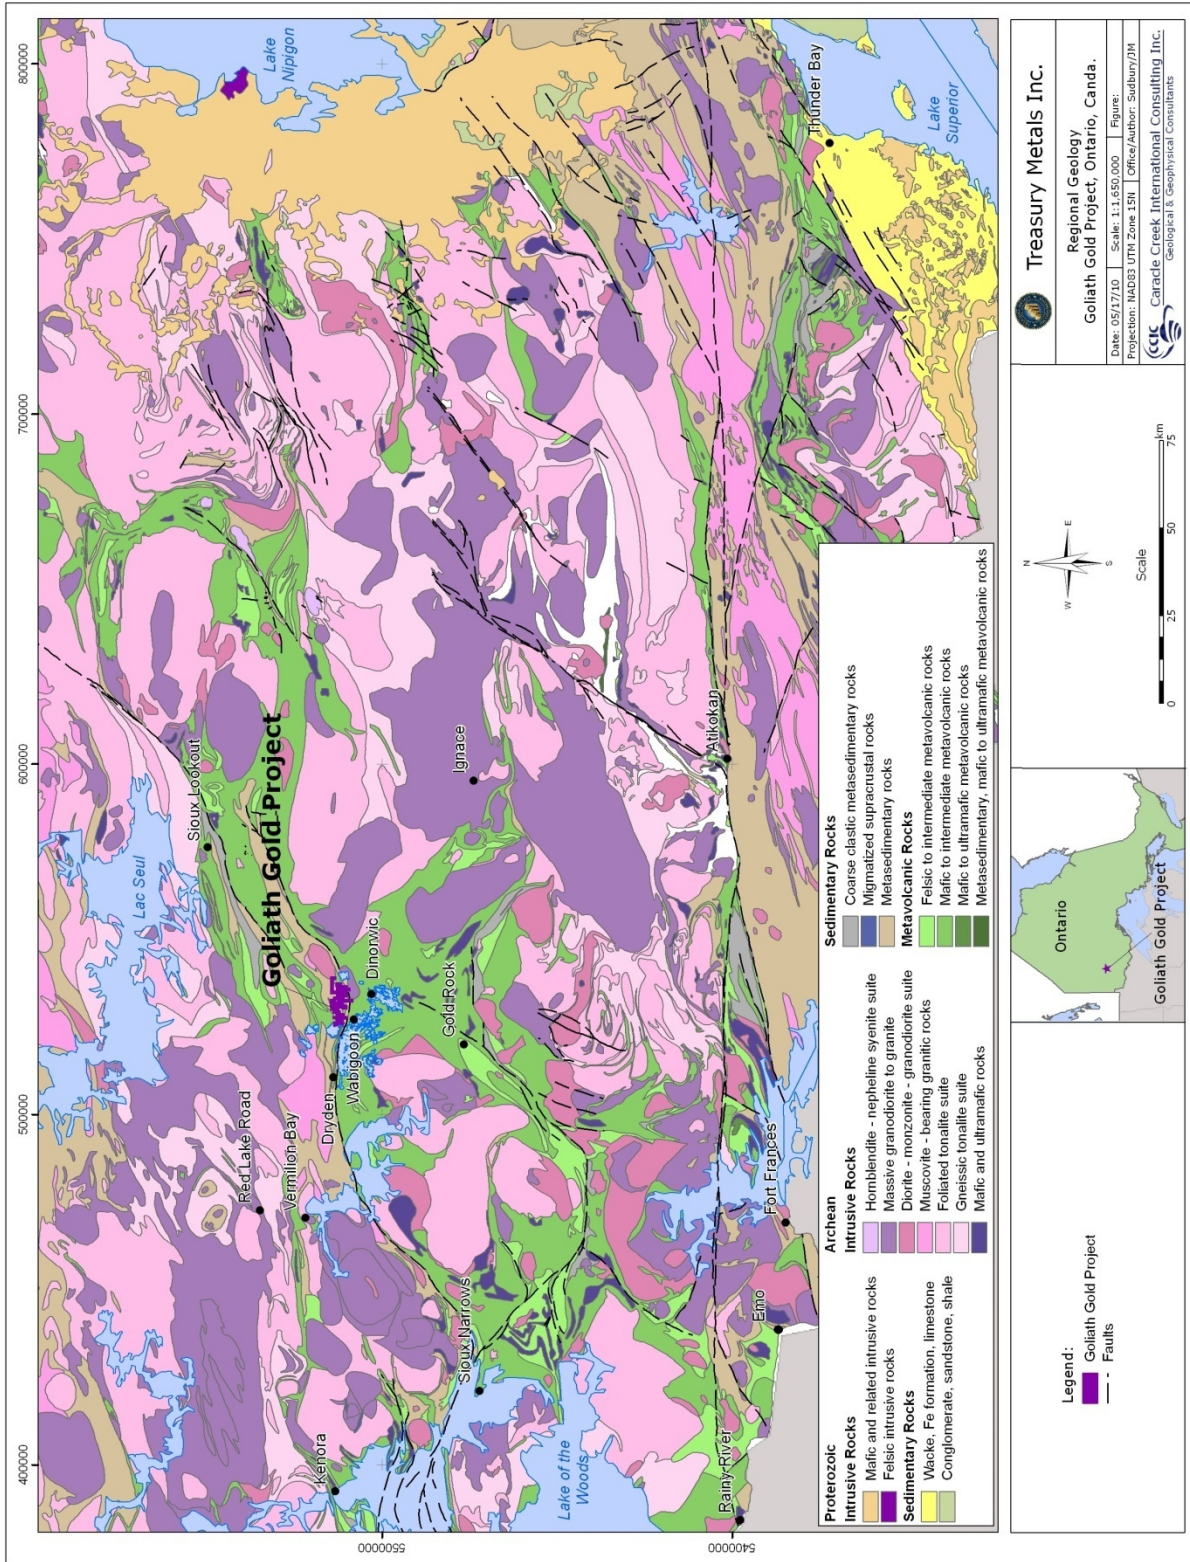 400000
500000
600000
700000
800000
5500000
5400000
Lake Nipigon
Lac Seul
Sioux Lookout
Goliath Gold Project
Red Lake Road
Vermilion Bay
Kenora
Dryden
Wabigoon
Dinorwic
Ignace
Gold Rock
Sioux Narrows
Lake of the Woods
Atikokan
Thunder Bay
Lake Superior
Fort Frances
Emo
Rainy River
Proterozoic
Intrusive Rocks
Mafic and related intrusive rocks
Felsic intrusive rocks
Sedimentary Rocks
Wacke, Fe formation, limestone
Conglomerate, sandstone, shale
Archean
Intrusive Rocks
Hornblendite - nepheline syenite suite
Massive granodiorite to granite
Diorite - monzonite - granodiorite suite
Muscovite - bearing granitic rocks
Foliated tonalite suite
Gneissic tonalite suite
Mafic and ultramafic rocks
Sedimentary Rocks
Coarse clastic metasedimentary rocks
Migmatized supracrustal rocks
Metasedimentary rocks
Metavolcanic Rocks
Felsic to intermediate metavolcanic rocks
Mafic to intermediate metavolcanic rocks
Mafic to ultramafic metavolcanic rocks
Metasedimentary, mafic to ultramafic metavolcanic rocks
Legend:
Goliath Gold Project
Faults
Ontario
Goliath Gold Project
N
W
E
S
Scale
0 25 50 75
km
Treasury Metals Inc.
Regional Geology
Goliath Gold Project, Ontario, Canda.
Date: 05/17/10 Scale: 1:1,650,000 Figure:
Projection: NAD83 UTM Zone 15N Office/Author: Sudbury/JM
CCIC
Caracle Creek International Consulting Inc.
Geological & Geophysical Consultants